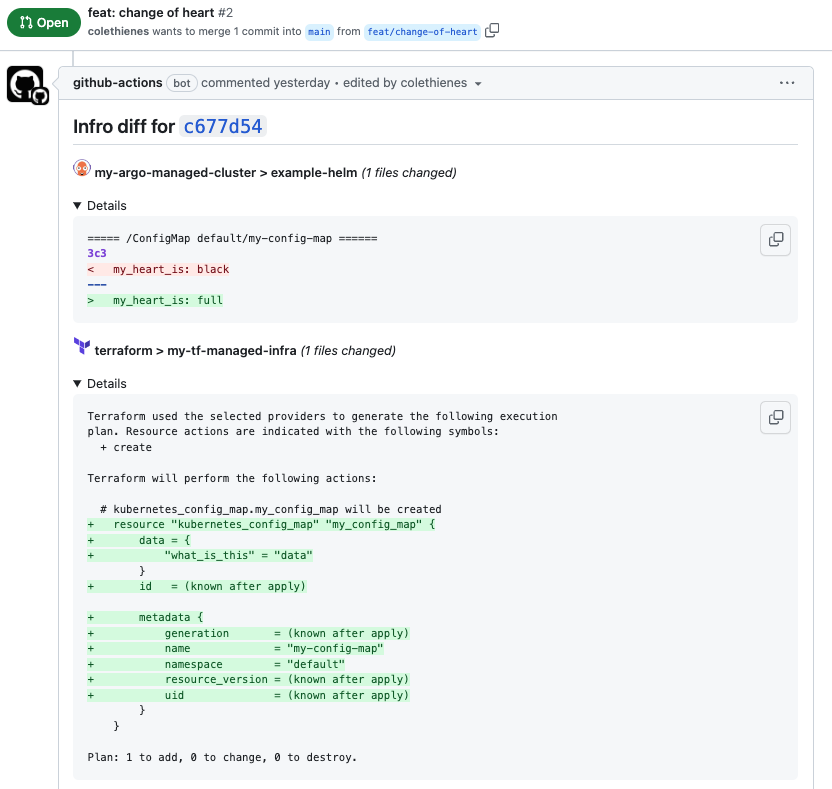 Open
feat: change of heart #2
colethienes wants to merge 1 commit into main from feat/change-of-heart
github-actions bot commented yesterday • edited by colethienes
Infro diff for c677d54
my-argo-managed-cluster > example-helm (1 files changed)
▼ Details
===== /ConfigMap default/my-config-map ======
3c3
<   my_heart_is: black
---
>   my_heart_is: full
terraform > my-tf-managed-infra (1 files changed)
▼ Details
Terraform used the selected providers to generate the following execution
plan. Resource actions are indicated with the following symbols:
  + create
Terraform will perform the following actions:
  # kubernetes_config_map.my_config_map will be created
+   resource "kubernetes_config_map" "my_config_map" {
+       data = {
+           "what_is_this" = "data"
        }
+       id   = (known after apply)
+       metadata {
+           generation       = (known after apply)
+           name             = "my-config-map"
+           namespace        = "default"
+           resource_version = (known after apply)
+           uid              = (known after apply)
        }
    }
Plan: 1 to add, 0 to change, 0 to destroy.